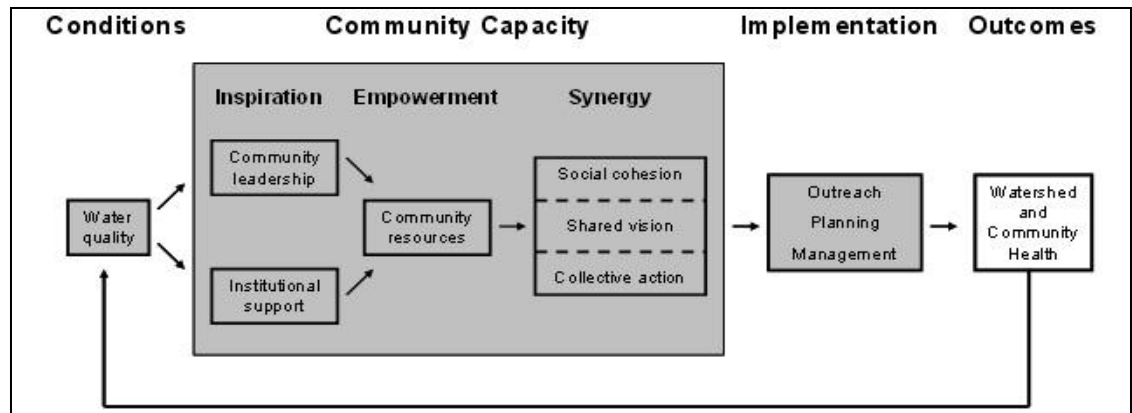 Conditions
Community Capacity
Implementation
Outcomes
Inspiration
Empowerment
Synergy
Water
quality
Community
leadership
Institutional
support
Community
resources
Social cohesion
Shared vision
Collective action
Outreach
Planning
Management
Watershed
and
Community
Health